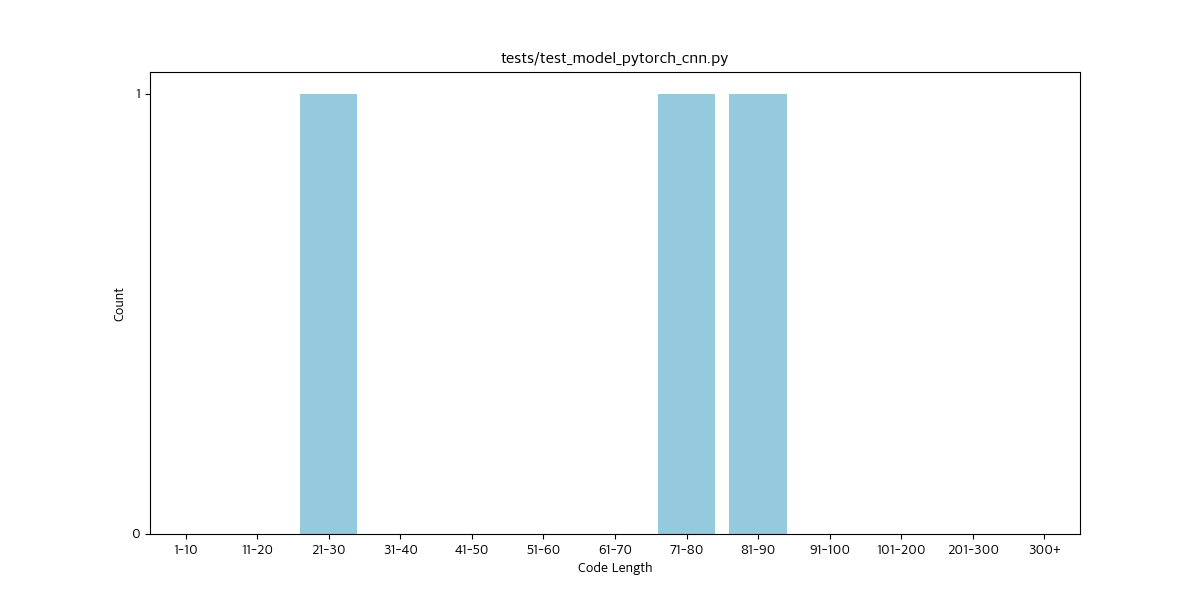 tests/test_model_pytorch_cnn.py
1
Count
0
1-10 11-20 21-30 31-40 41-50 51-60 61-70 71-80 81-90 91-100 101-200 201-300 300+
Code Length